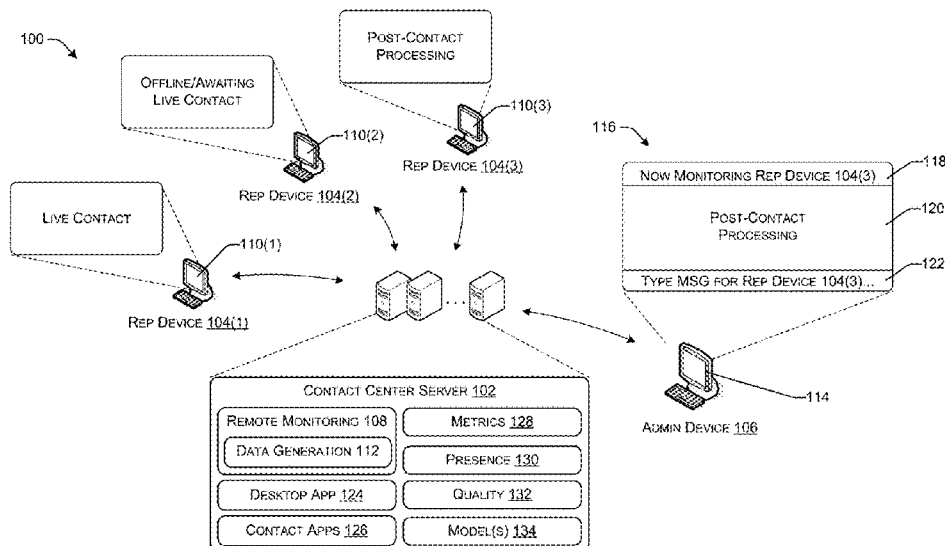 100
OFFLINE/AWAITING
LIVE CONTACT
POST-CONTACT
PROCESSING
110(3)
REP DEVICE 104(3)
110(2)
REP DEVICE 104(2)
LIVE CONTACT
110(1)
REP DEVICE 104(1)
116
NOW MONITORING REP DEVICE 104(3)
118
POST-CONTACT
PROCESSING
120
TYPE MSG FOR REP DEVICE 104(3)...
122
114
ADMIN DEVICE 106
...
CONTACT CENTER SERVER 102
REMOTE MONITORING 108
DATA GENERATION 112
DESKTOP APP 124
CONTACT APPS 126
METRICS 128
PRESENCE 130
QUALITY 132
MODEL(S) 134